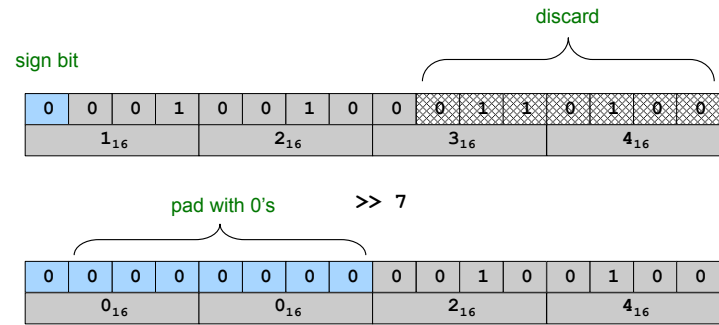 discard
sign bit
0 0 0 1 0 0 1 0 0 0 1 1 0 1 0 0
1₁₆ 2₁₆ 3₁₆ 4₁₆
pad with 0's >> 7
0 0 0 0 0 0 0 0 0 0 1 0 0 1 0 0
0₁₆ 0₁₆ 2₁₆ 4₁₆